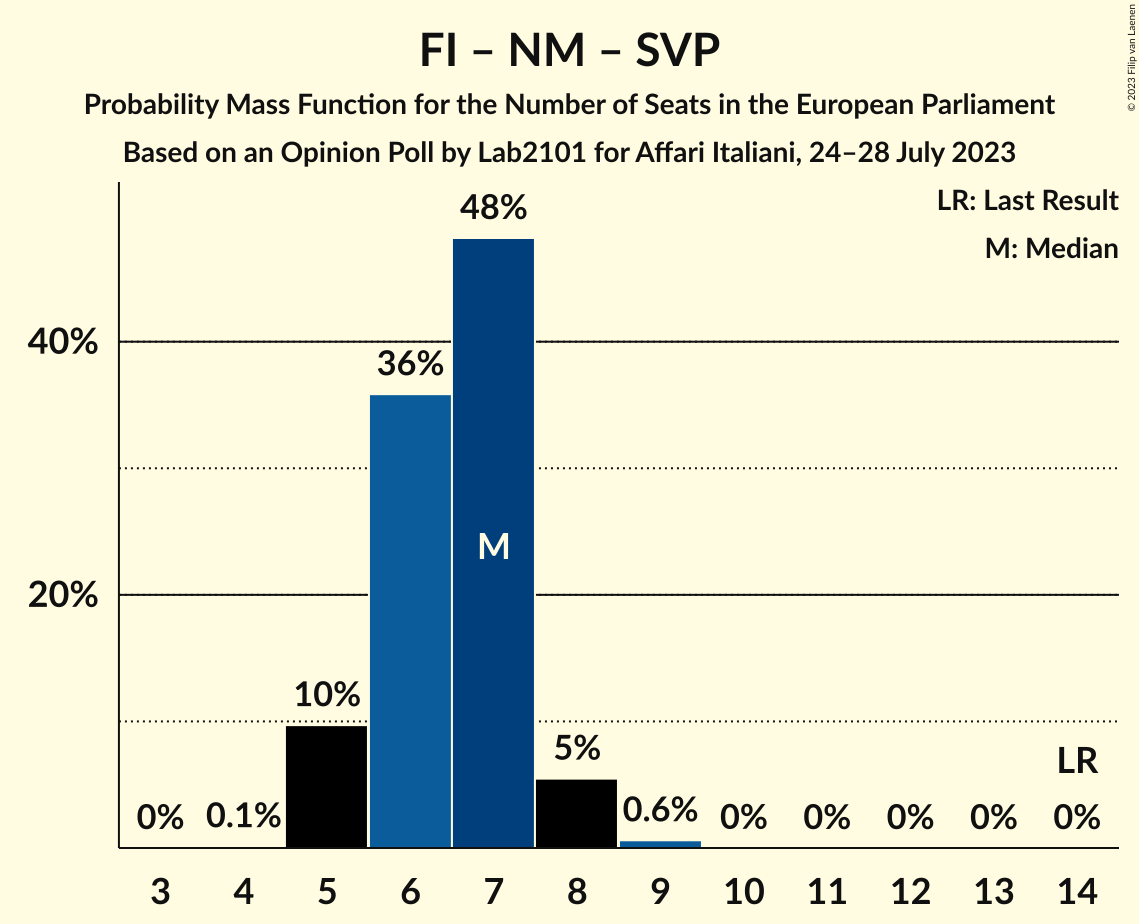 FI – NM – SVP
Probability Mass Function for the Number of Seats in the European Parliament
Based on an Opinion Poll by Lab2101 for Affari Italiani, 24–28 July 2023
© 2023 Filip van Laenen
LR: Last Result
M: Median
48%
40%
36%
M
20%
10%
5%
LR
0% 0.1% 0.6% 0% 0% 0% 0% 0%
3 4 5 6 7 8 9 10 11 12 13 14